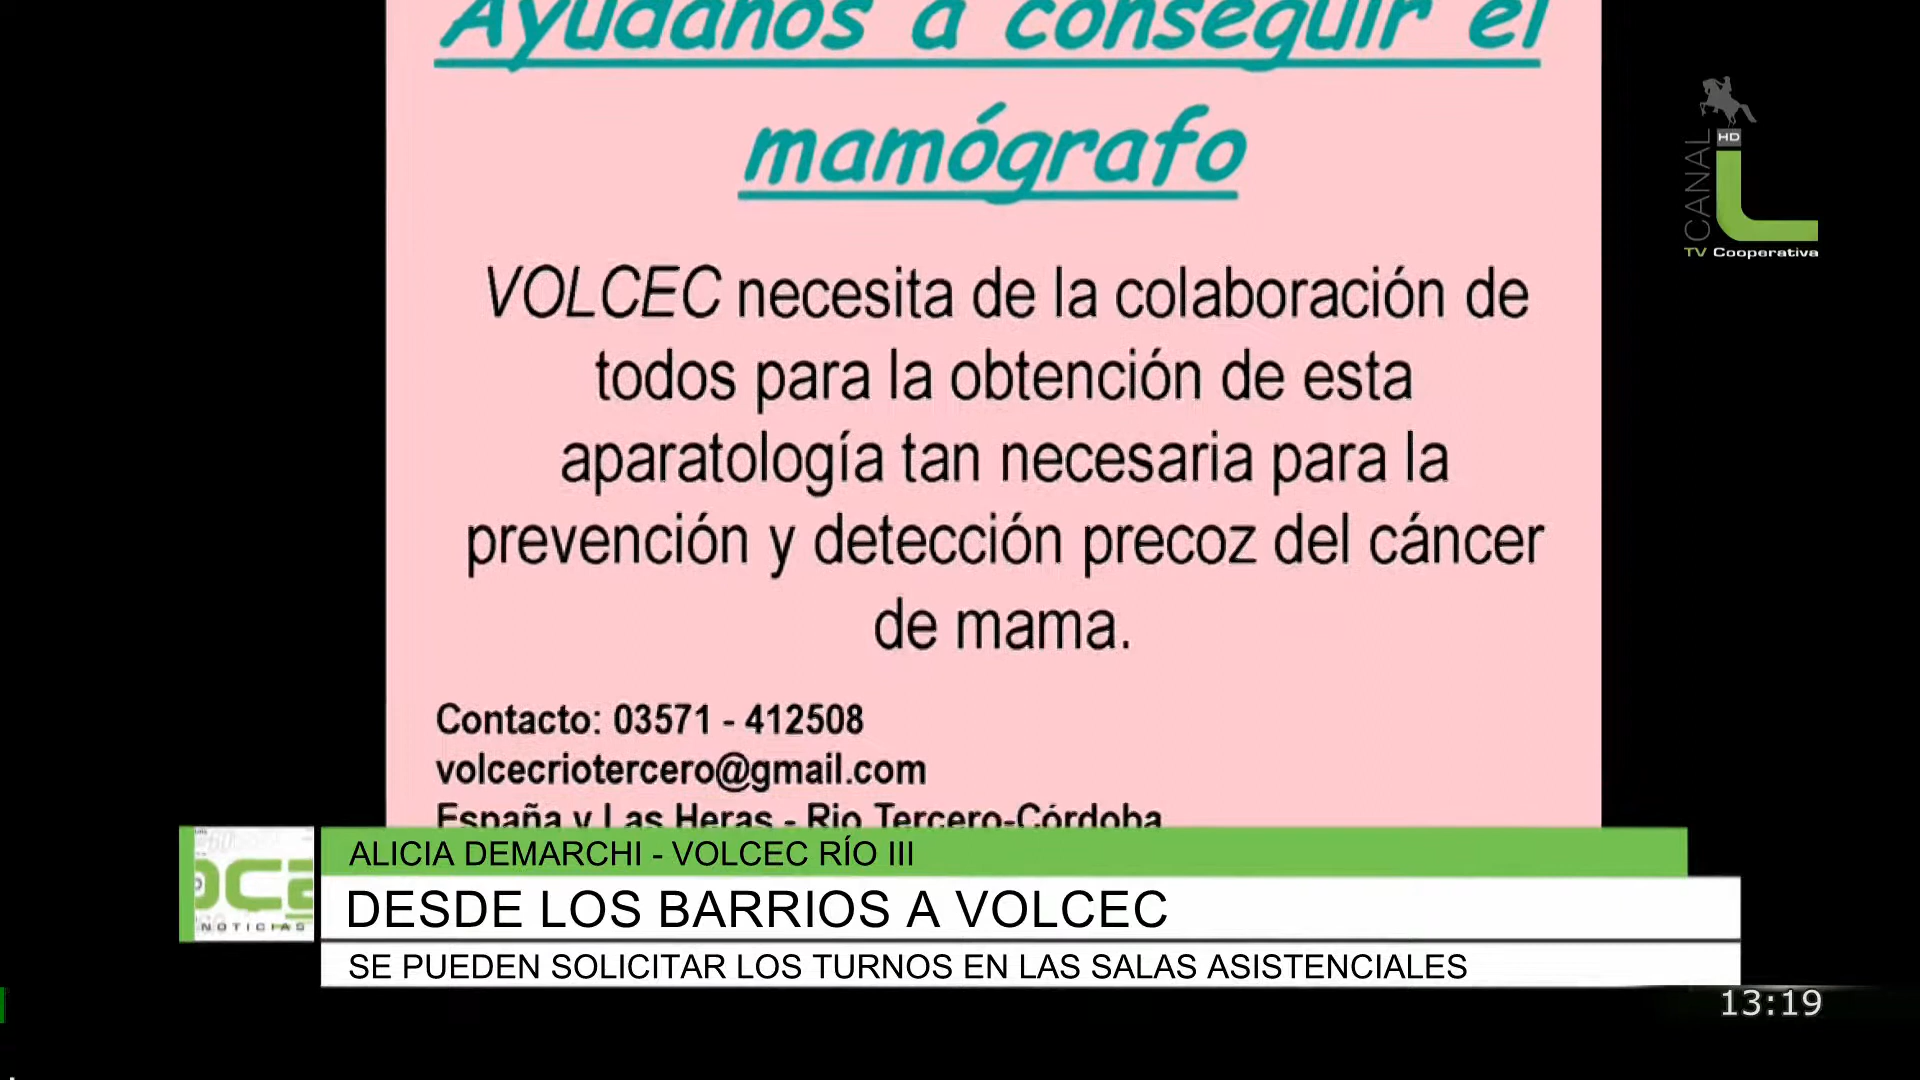 Ayudanos a conseguir el
mamógrafo
VOLCEC necesita de la colaboración de
todos para la obtención de esta
aparatología tan necesaria para la
prevención y detección precoz del cáncer
de mama.
Contacto: 03571 - 412508
volcecriotercero@gmail.com
España y Las Heras - Rio Tercero-Córdoba
ALICIA DEMARCHI - VOLCEC RÍO III
DESDE LOS BARRIOS A VOLCEC
SE PUEDEN SOLICITAR LOS TURNOS EN LAS SALAS ASISTENCIALES
NOTICIAS
CANAL
HD
TV Cooperativa
13:19